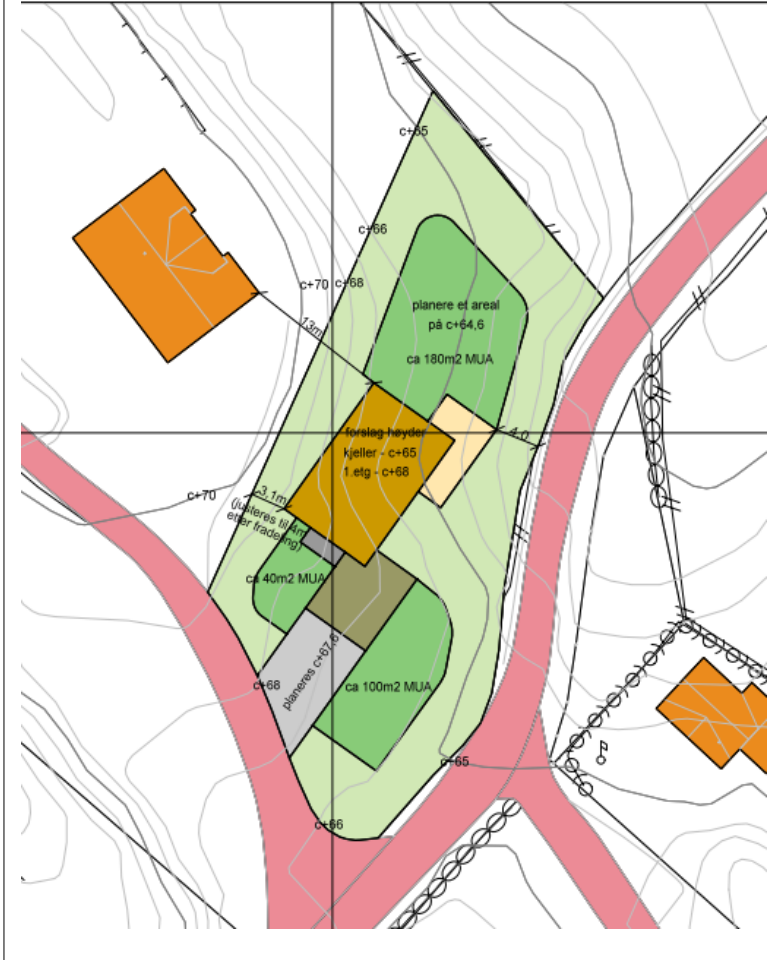 c+65
c+66
c+70
c+68
planere et areal
på c+64,6
ca 180m2 MUA
13m
forslag høyder
kjeller - c+65
1.etg - c+68
4.0
c+70
3,1m
(justeres til 4m
etter fradeling)
ca 40m2 MUA
planeres c+67,8
c+68
ca 100m2 MUA
c+65
c+66